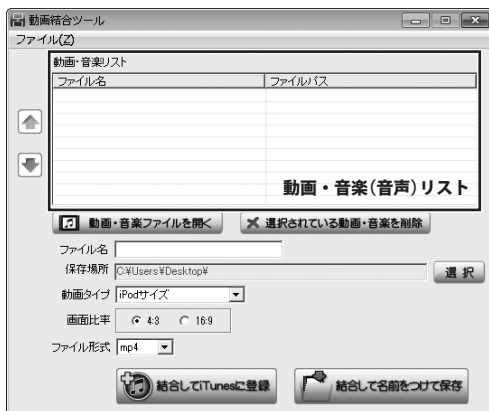 動画結合ツール
ファイル(Z)
動画・音楽リスト
ファイル名 ファイルパス
動画・音楽(音声)リスト
動画・音楽ファイルを開く 選択されている動画・音楽を削除
ファイル名
保存場所 C:¥Users¥Desktop¥ 選 択
動画タイプ iPodサイズ
画面比率 4:3 16:9
ファイル形式 mp4
結合してiTunesに登録 結合して名前をつけて保存